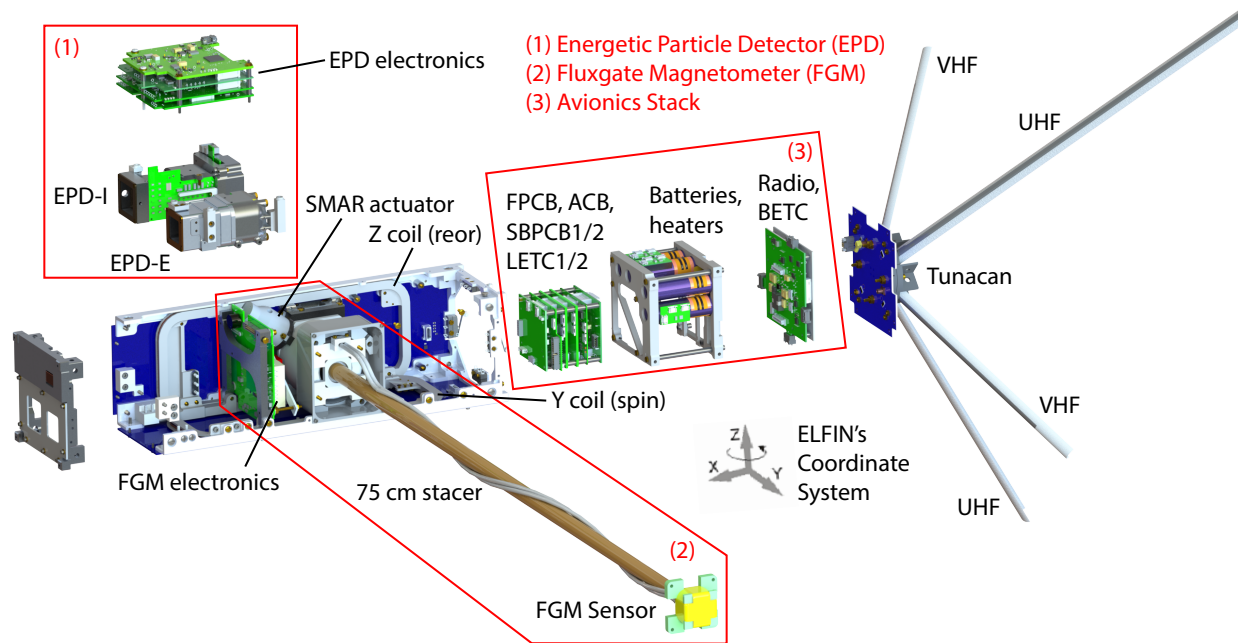 (1)
EPD electronics
EPD-I
EPD-E
(1) Energetic Particle Detector (EPD)
(2) Fluxgate Magnetometer (FGM)
(3) Avionics Stack
VHF
UHF
(3)
FPCB, ACB,
SBPCB1/2
LETC1/2
Batteries,
heaters
Radio,
BETC
Tunacan
SMAR actuator
Z coil (reor)
Y coil (spin)
FGM electronics
75 cm stacer
(2)
FGM Sensor
Z
X
Y
ELFIN's
Coordinate
System
VHF
UHF